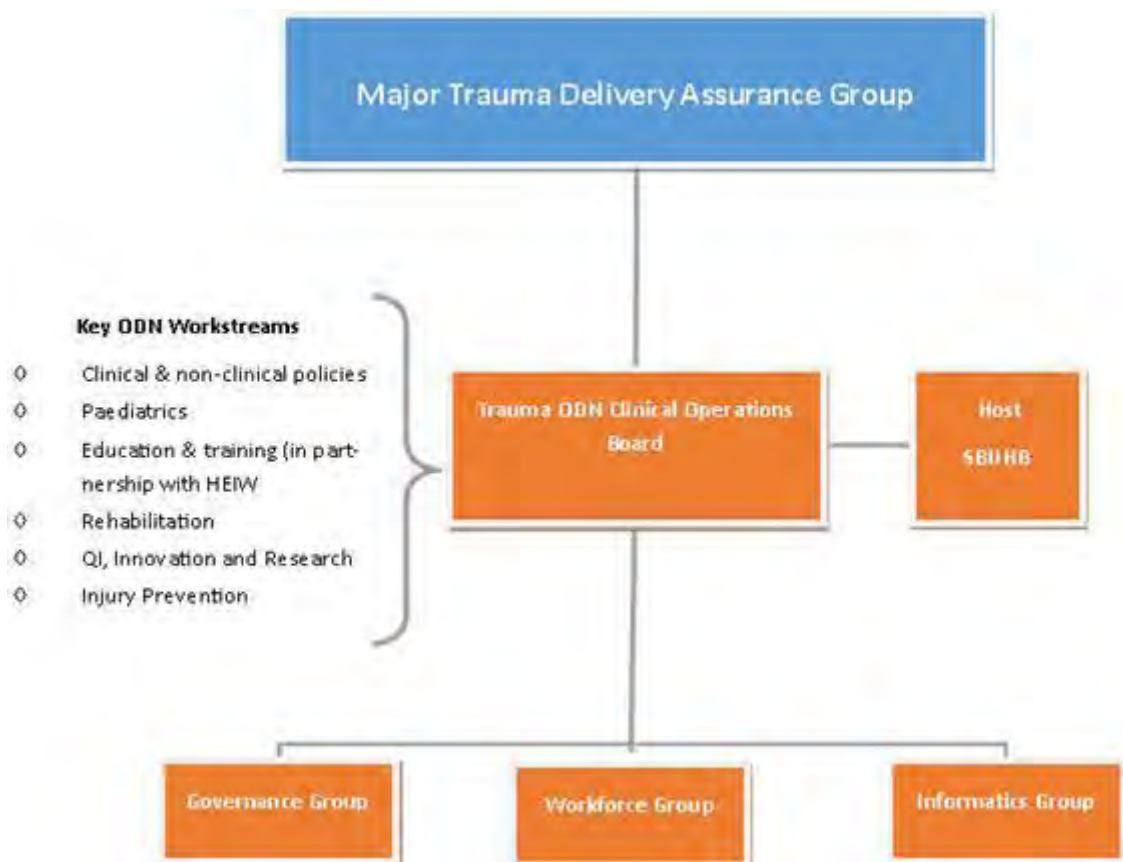 Major Trauma Delivery Assurance Group
Key ODN Workstreams
◊ Clinical & non-clinical policies
◊ Paediatrics
◊ Education & training (in part-
nership with HEIW
◊ Rehabilitation
◊ QI, Innovation and Research
◊ Injury Prevention
Trauma ODN Clinical Operations
Board
Host
SBUHB
Governance Group
Workforce Group
Informatics Group